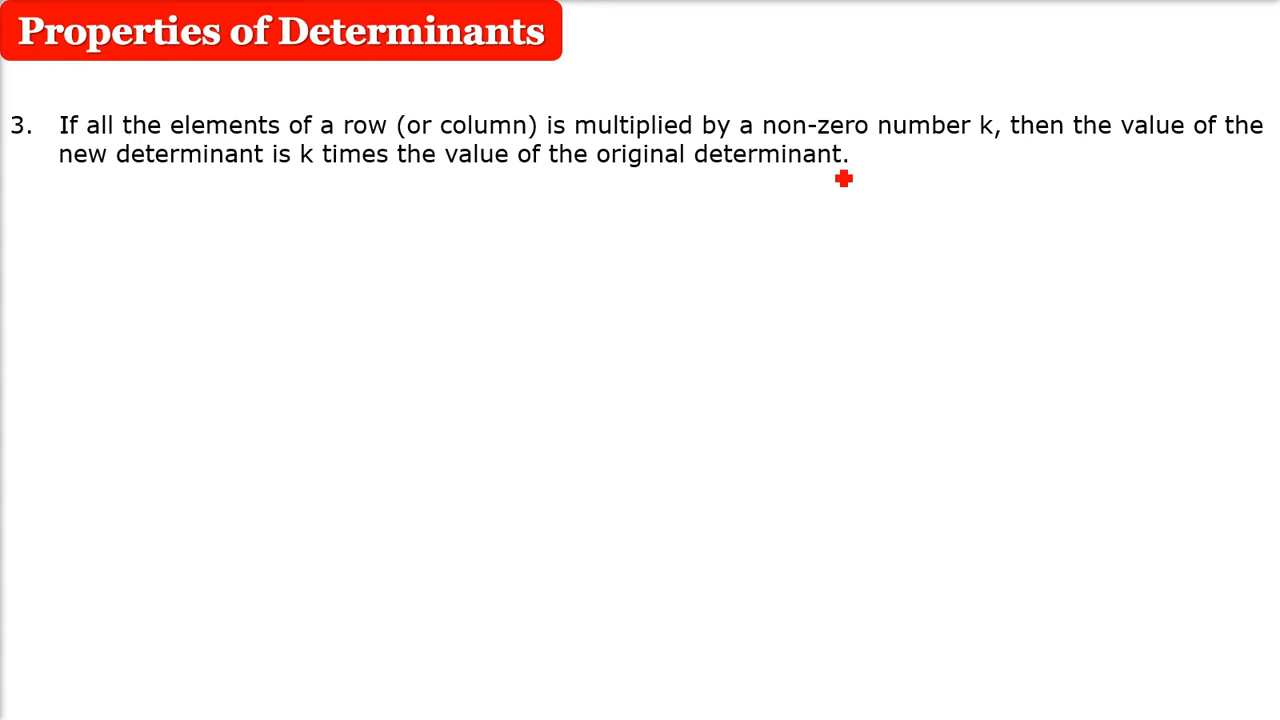 Properties of Determinants
3. If all the elements of a row (or column) is multiplied by a non-zero number k, then the value of the
new determinant is k times the value of the original determinant.